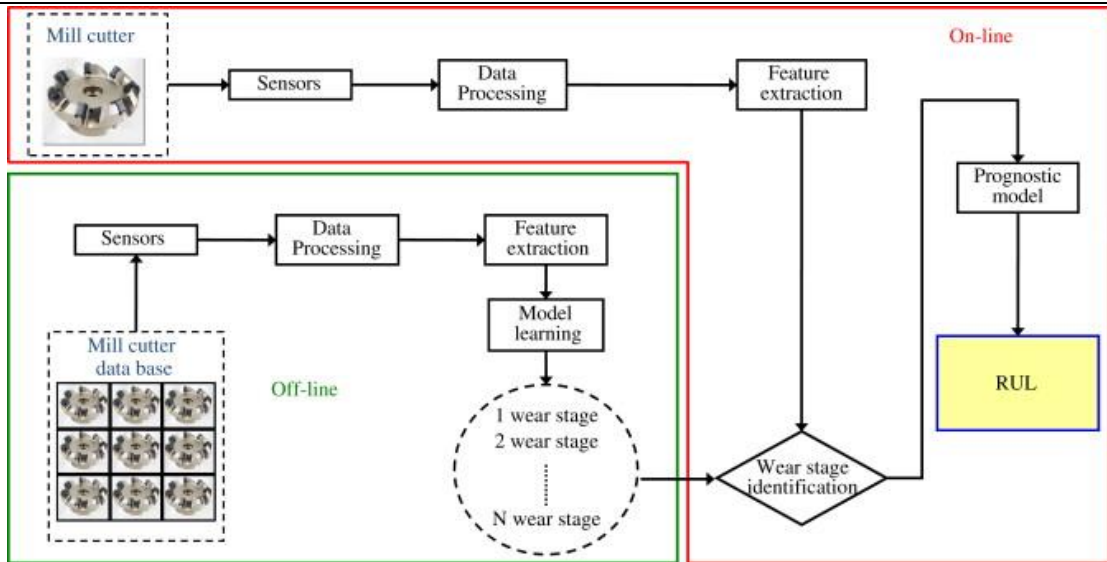 Mill cutter
On-line
Sensors
Data
Processing
Feature
extraction
Prognostic
model
RUL
Sensors
Data
Processing
Feature
extraction
Model
learning
Mill cutter
data base
Off-line
1 wear stage
2 wear stage
N wear stage
Wear stage
identification